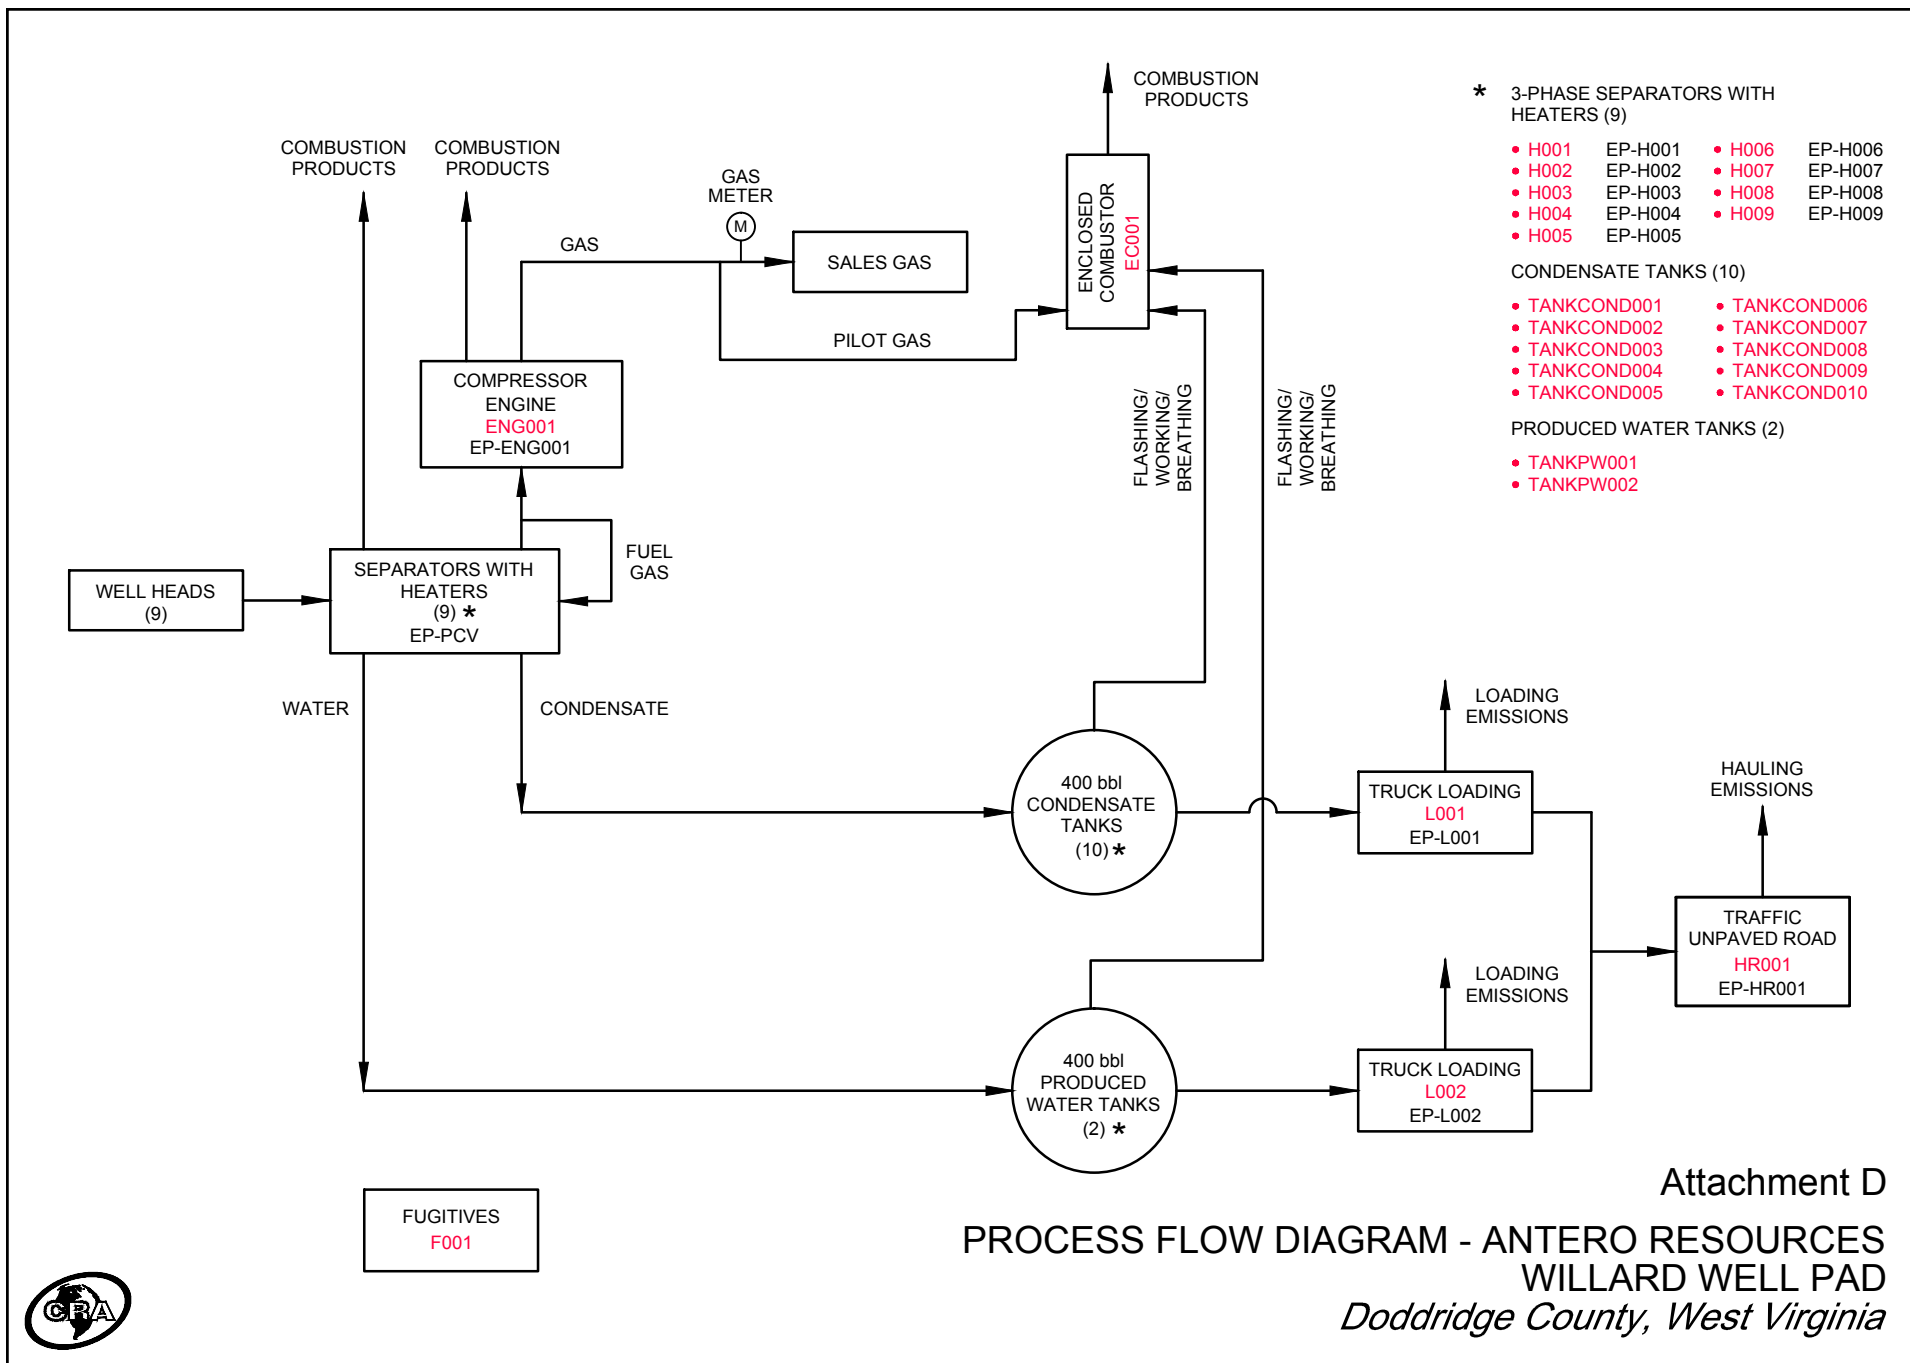 COMBUSTION
PRODUCTS
COMBUSTION
PRODUCTS
COMBUSTION
PRODUCTS
GAS
METER
M
GAS
SALES GAS
PILOT GAS
ENCLOSED
COMBUSTOR
EC001
COMPRESSOR
ENGINE
ENG001
EP-ENG001
FUEL
GAS
WELL HEADS
(9)
SEPARATORS WITH
HEATERS
(9) *
EP-PCV
WATER
CONDENSATE
FLASHING/
WORKING/
BREATHING
FLASHING/
WORKING/
BREATHING
400 bbl
CONDENSATE
TANKS
(10) *
LOADING
EMISSIONS
TRUCK LOADING
L001
EP-L001
HAULING
EMISSIONS
TRAFFIC
UNPAVED ROAD
HR001
EP-HR001
400 bbl
PRODUCED
WATER TANKS
(2) *
LOADING
EMISSIONS
TRUCK LOADING
L002
EP-L002
FUGITIVES
F001
* 3-PHASE SEPARATORS WITH
HEATERS (9)
• H001 EP-H001 • H006 EP-H006
• H002 EP-H002 • H007 EP-H007
• H003 EP-H003 • H008 EP-H008
• H004 EP-H004 • H009 EP-H009
• H005 EP-H005
CONDENSATE TANKS (10)
• TANKCOND001 • TANKCOND006
• TANKCOND002 • TANKCOND007
• TANKCOND003 • TANKCOND008
• TANKCOND004 • TANKCOND009
• TANKCOND005 • TANKCOND010
PRODUCED WATER TANKS (2)
• TANKPW001
• TANKPW002
Attachment D
PROCESS FLOW DIAGRAM - ANTERO RESOURCES
WILLARD WELL PAD
Doddridge County, West Virginia
CRA